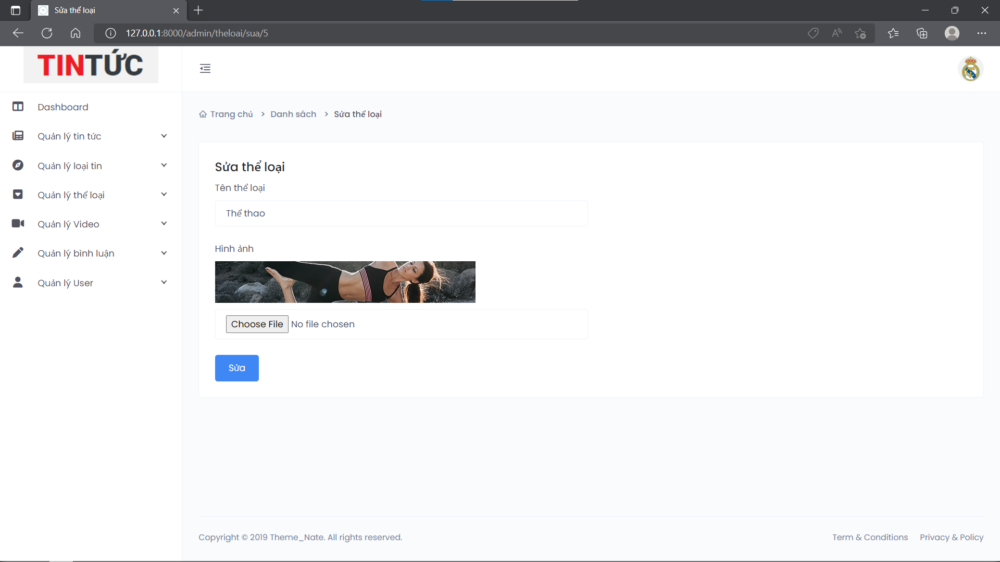 Sửa thể loại
127.0.0.1:8000/admin/theloai/sua/5
TINTỨC
Dashboard
Quản lý tin tức
Quản lý loại tin
Quản lý thể loại
Quản lý Video
Quản lý bình luận
Quản lý User
Trang chủ > Danh sách > Sửa thể loại
Sửa thể loại
Tên thể loại
Thể thao
Hình ảnh
Choose File No file chosen
Sửa
Copyright © 2019 Theme_Nate. All rights reserved.
Term & Conditions Privacy & Policy